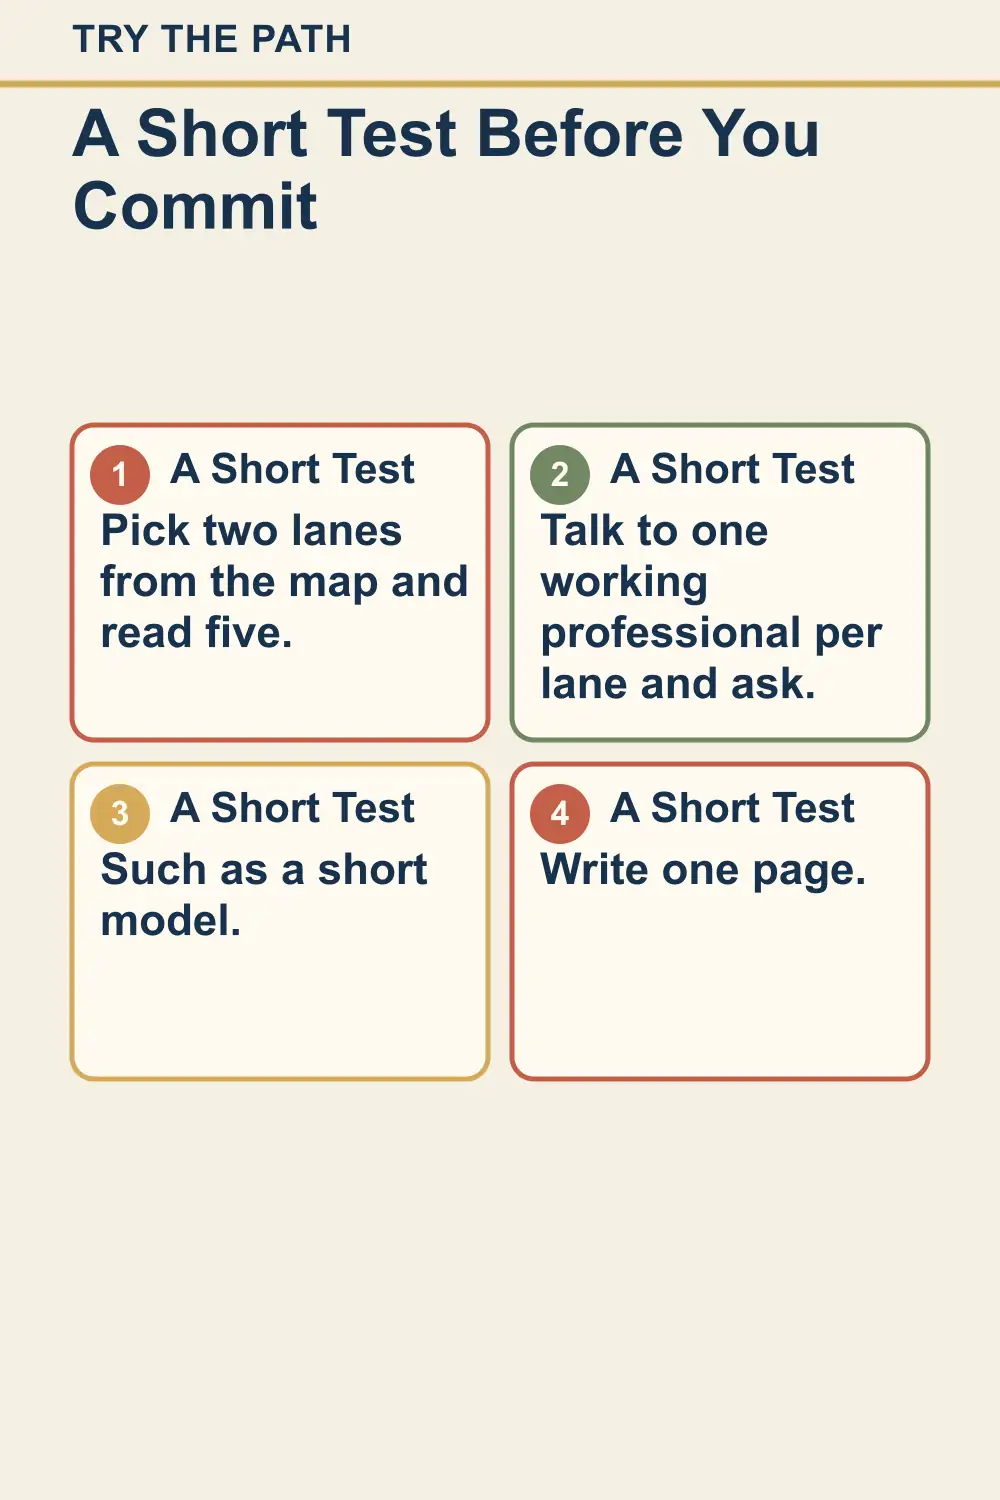 TRY THE PATH
A Short Test Before You
Commit
1
A Short Test
Pick two lanes
from the map and
read five.
2
A Short Test
Talk to one
working
professional per
lane and ask.
3
A Short Test
Such as a short
model.
4
A Short Test
Write one page.